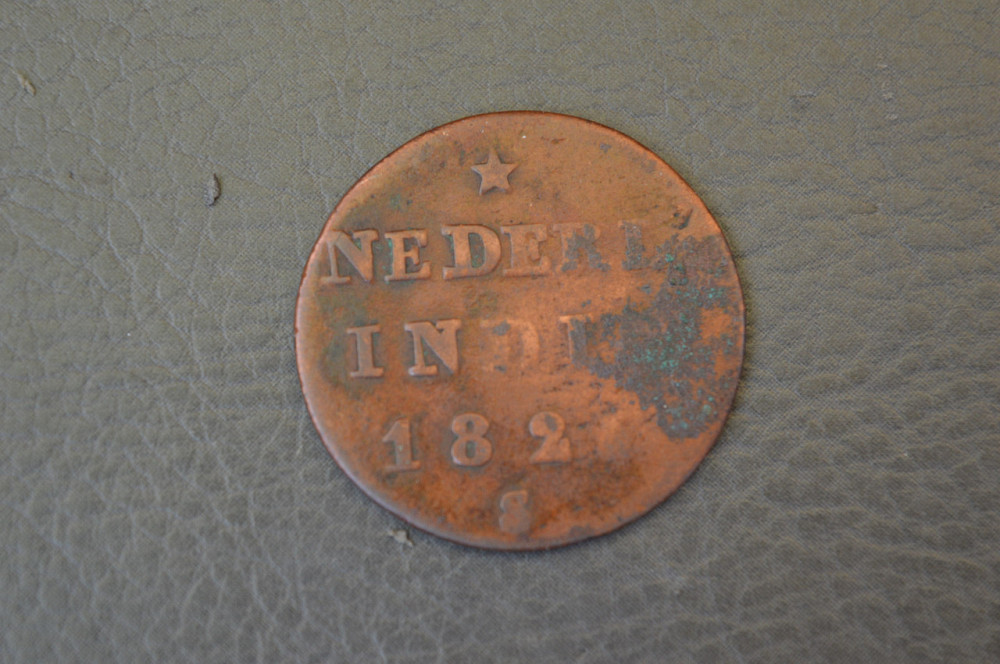 NEDERL
INDI
182
S